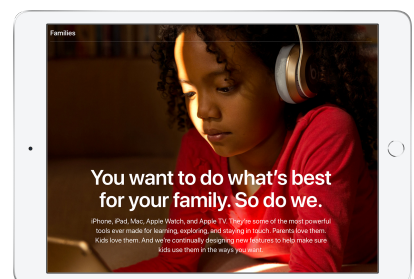 Families
You want to do what's best
for your family. So do we.
iPhone, iPad, Mac, Apple Watch, and Apple TV. They're some of the most powerful
tools ever made for learning, exploring, and staying in touch. Parents love them.
Kids love them. And we're continually designing new features to help make sure
kids use them in the ways you want.